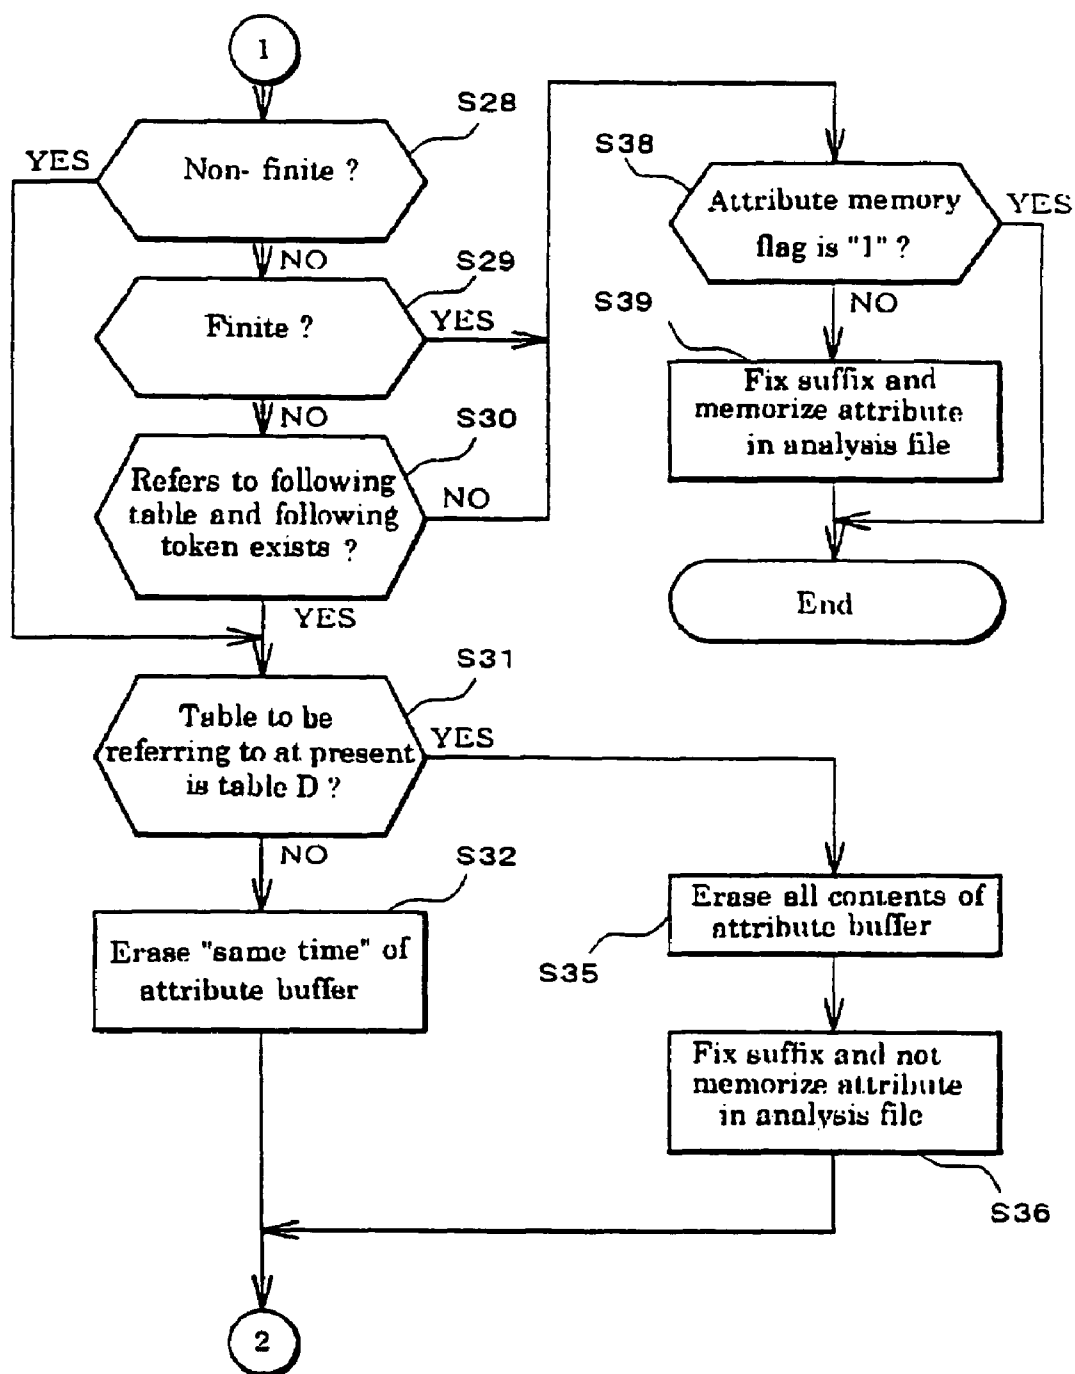 1
S28
YES
Non- finite ?
NO
S29
Finite ?
YES
NO
S30
Refers to following
table and following
token exists ?
NO
YES
S31
Table to be
referring to at present
is table D ?
YES
NO
S32
Erase "same time" of
attribute buffer
2
S38
Attribute memory
flag is "1" ?
YES
NO
S39
Fix suffix and
memorize attribute
in analysis file
End
Erase all contents of
attribute buffer
S35
Fix suffix and not
memorize attribute
in analysis file
S36